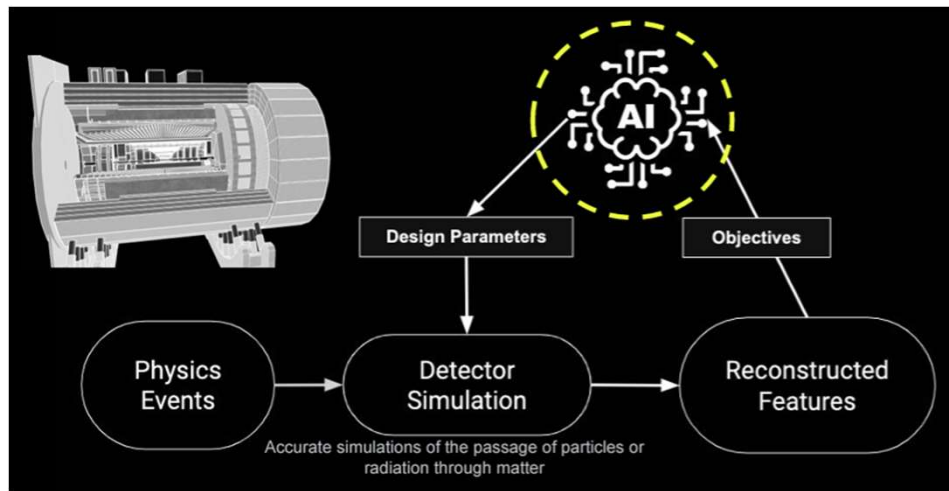 AI
Design Parameters
Objectives
Physics
Events
Detector
Simulation
Reconstructed
Features
Accurate simulations of the passage of particles or
radiation through matter